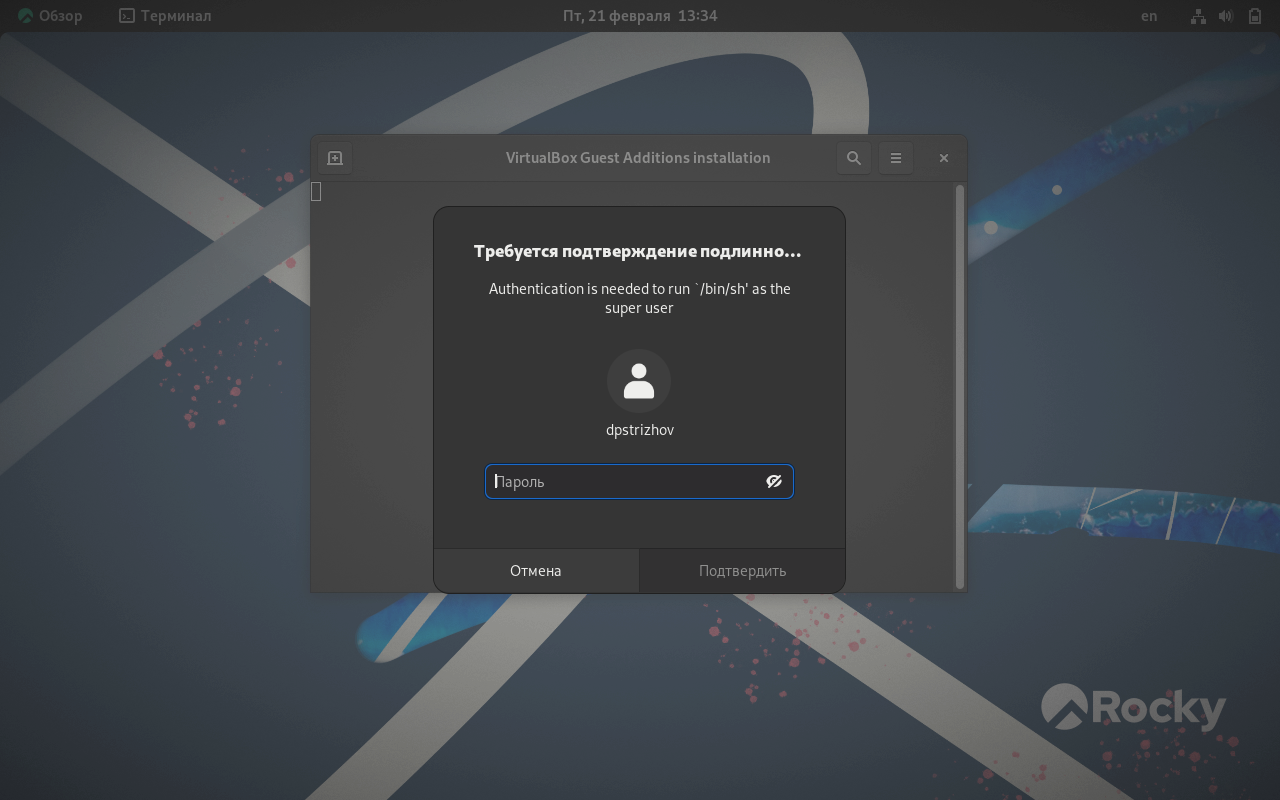 Обзор Терминал Пт, 21 февраля 13:34 en
VirtualBox Guest Additions installation
Требуется подтверждение подлинно...
Authentication is needed to run `/bin/sh' as the
super user
dpstrizhov
Пароль
Отмена Подтвердить
Rocky